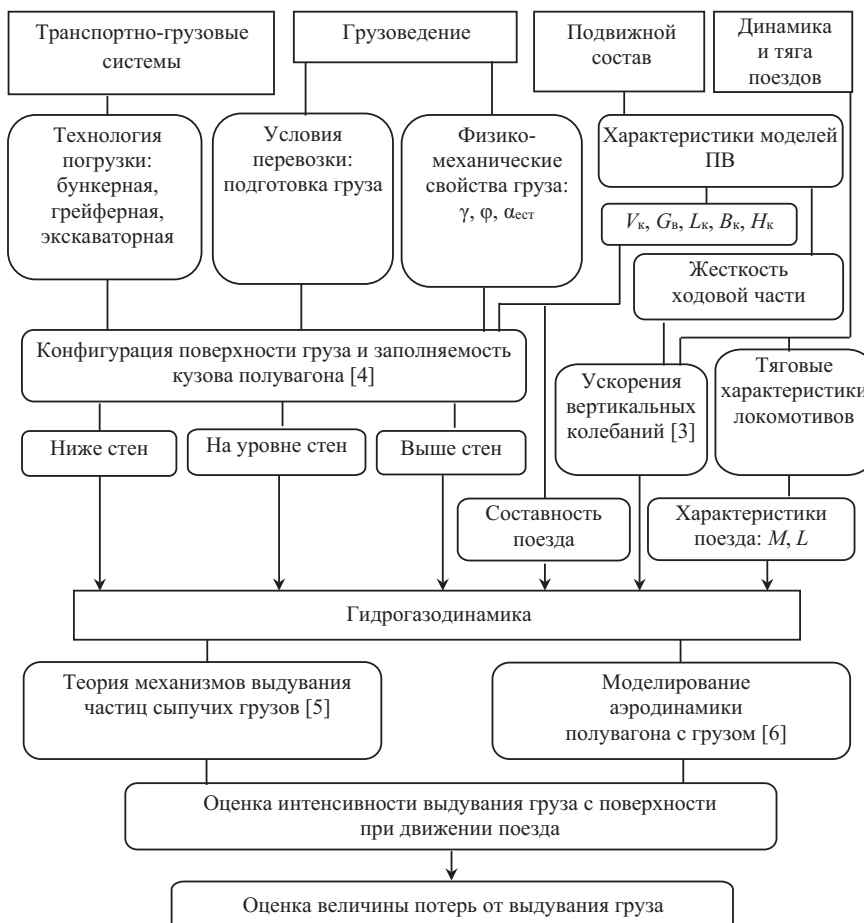 Транспортно-грузовые
системы
Грузоведение
Подвижной
состав
Динамика
и тяга
поездов
Технология
погрузки:
бункерная,
грейферная,
экскаваторная
Условия
перевозки:
подготовка груза
Физико-
механические
свойства груза:
γ, φ, αест
Характеристики моделей
ПВ
Vк, Gв, Lк, Bк, Hк
Жесткость
ходовой части
Конфигурация поверхности груза и заполняемость
кузова полувагона [4]
Ускорения
вертикальных
колебаний [3]
Тяговые
характеристики
локомотивов
Ниже стен
На уровне стен
Выше стен
Составность
поезда
Характеристики
поезда: M, L
Гидрогазодинамика
Теория механизмов выдувания
частиц сыпучих грузов [5]
Моделирование
аэродинамики
полувагона с грузом [6]
Оценка интенсивности выдувания груза с поверхности
при движении поезда
Оценка величины потерь от выдувания груза